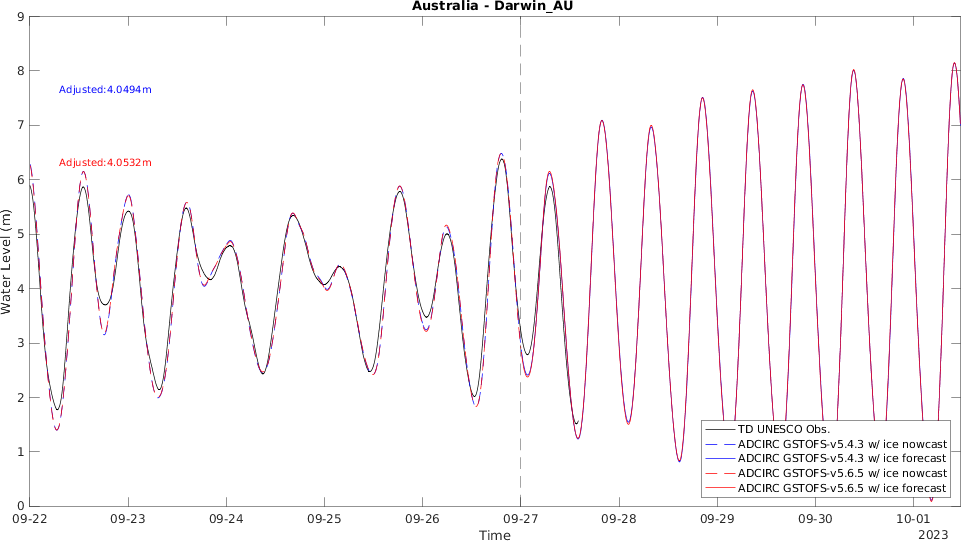 Australia - Darwin_AU
9
8
7
6
5
4
3
2
1
0
Water Level (m)
Adjusted:4.0494m
Adjusted:4.0532m
TD UNESCO Obs.
ADCIRC GSTOFS-v5.4.3 w/ ice nowcast
ADCIRC GSTOFS-v5.4.3 w/ ice forecast
ADCIRC GSTOFS-v5.6.5 w/ ice nowcast
ADCIRC GSTOFS-v5.6.5 w/ ice forecast
09-22 09-23 09-24 09-25 09-26 09-27 09-28 09-29 09-30 10-01
Time
2023